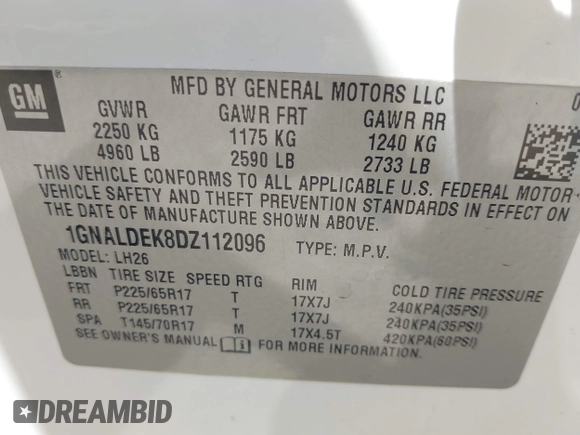 GM
®
MFD BY GENERAL MOTORS LLC
0
GVWR GAWR FRT GAWR RR
2250 KG 1175 KG 1240 KG
4960 LB 2590 LB 2733 LB
THIS VEHICLE CONFORMS TO ALL APPLICABLE U.S. FEDERAL MOTOR
VEHICLE SAFETY AND THEFT PREVENTION STANDARDS IN EFFECT ON
THE DATE OF MANUFACTURE SHOWN ABOVE.
1GNALDEK8DZ112096 TYPE: M.P.V.
MODEL: LH26
LBBN TIRE SIZE SPEED RTG RIM COLD TIRE PRESSURE
FRT P225/65R17 T 17X7J 240KPA(35PSI)
RR P225/65R17 T 17X7J 240KPA(35PSI)
SPA T145/70R17 M 17X4.5T 420KPA(60PSI)
SEE OWNER'S MANUAL FOR MORE INFORMATION.
DREAMBID